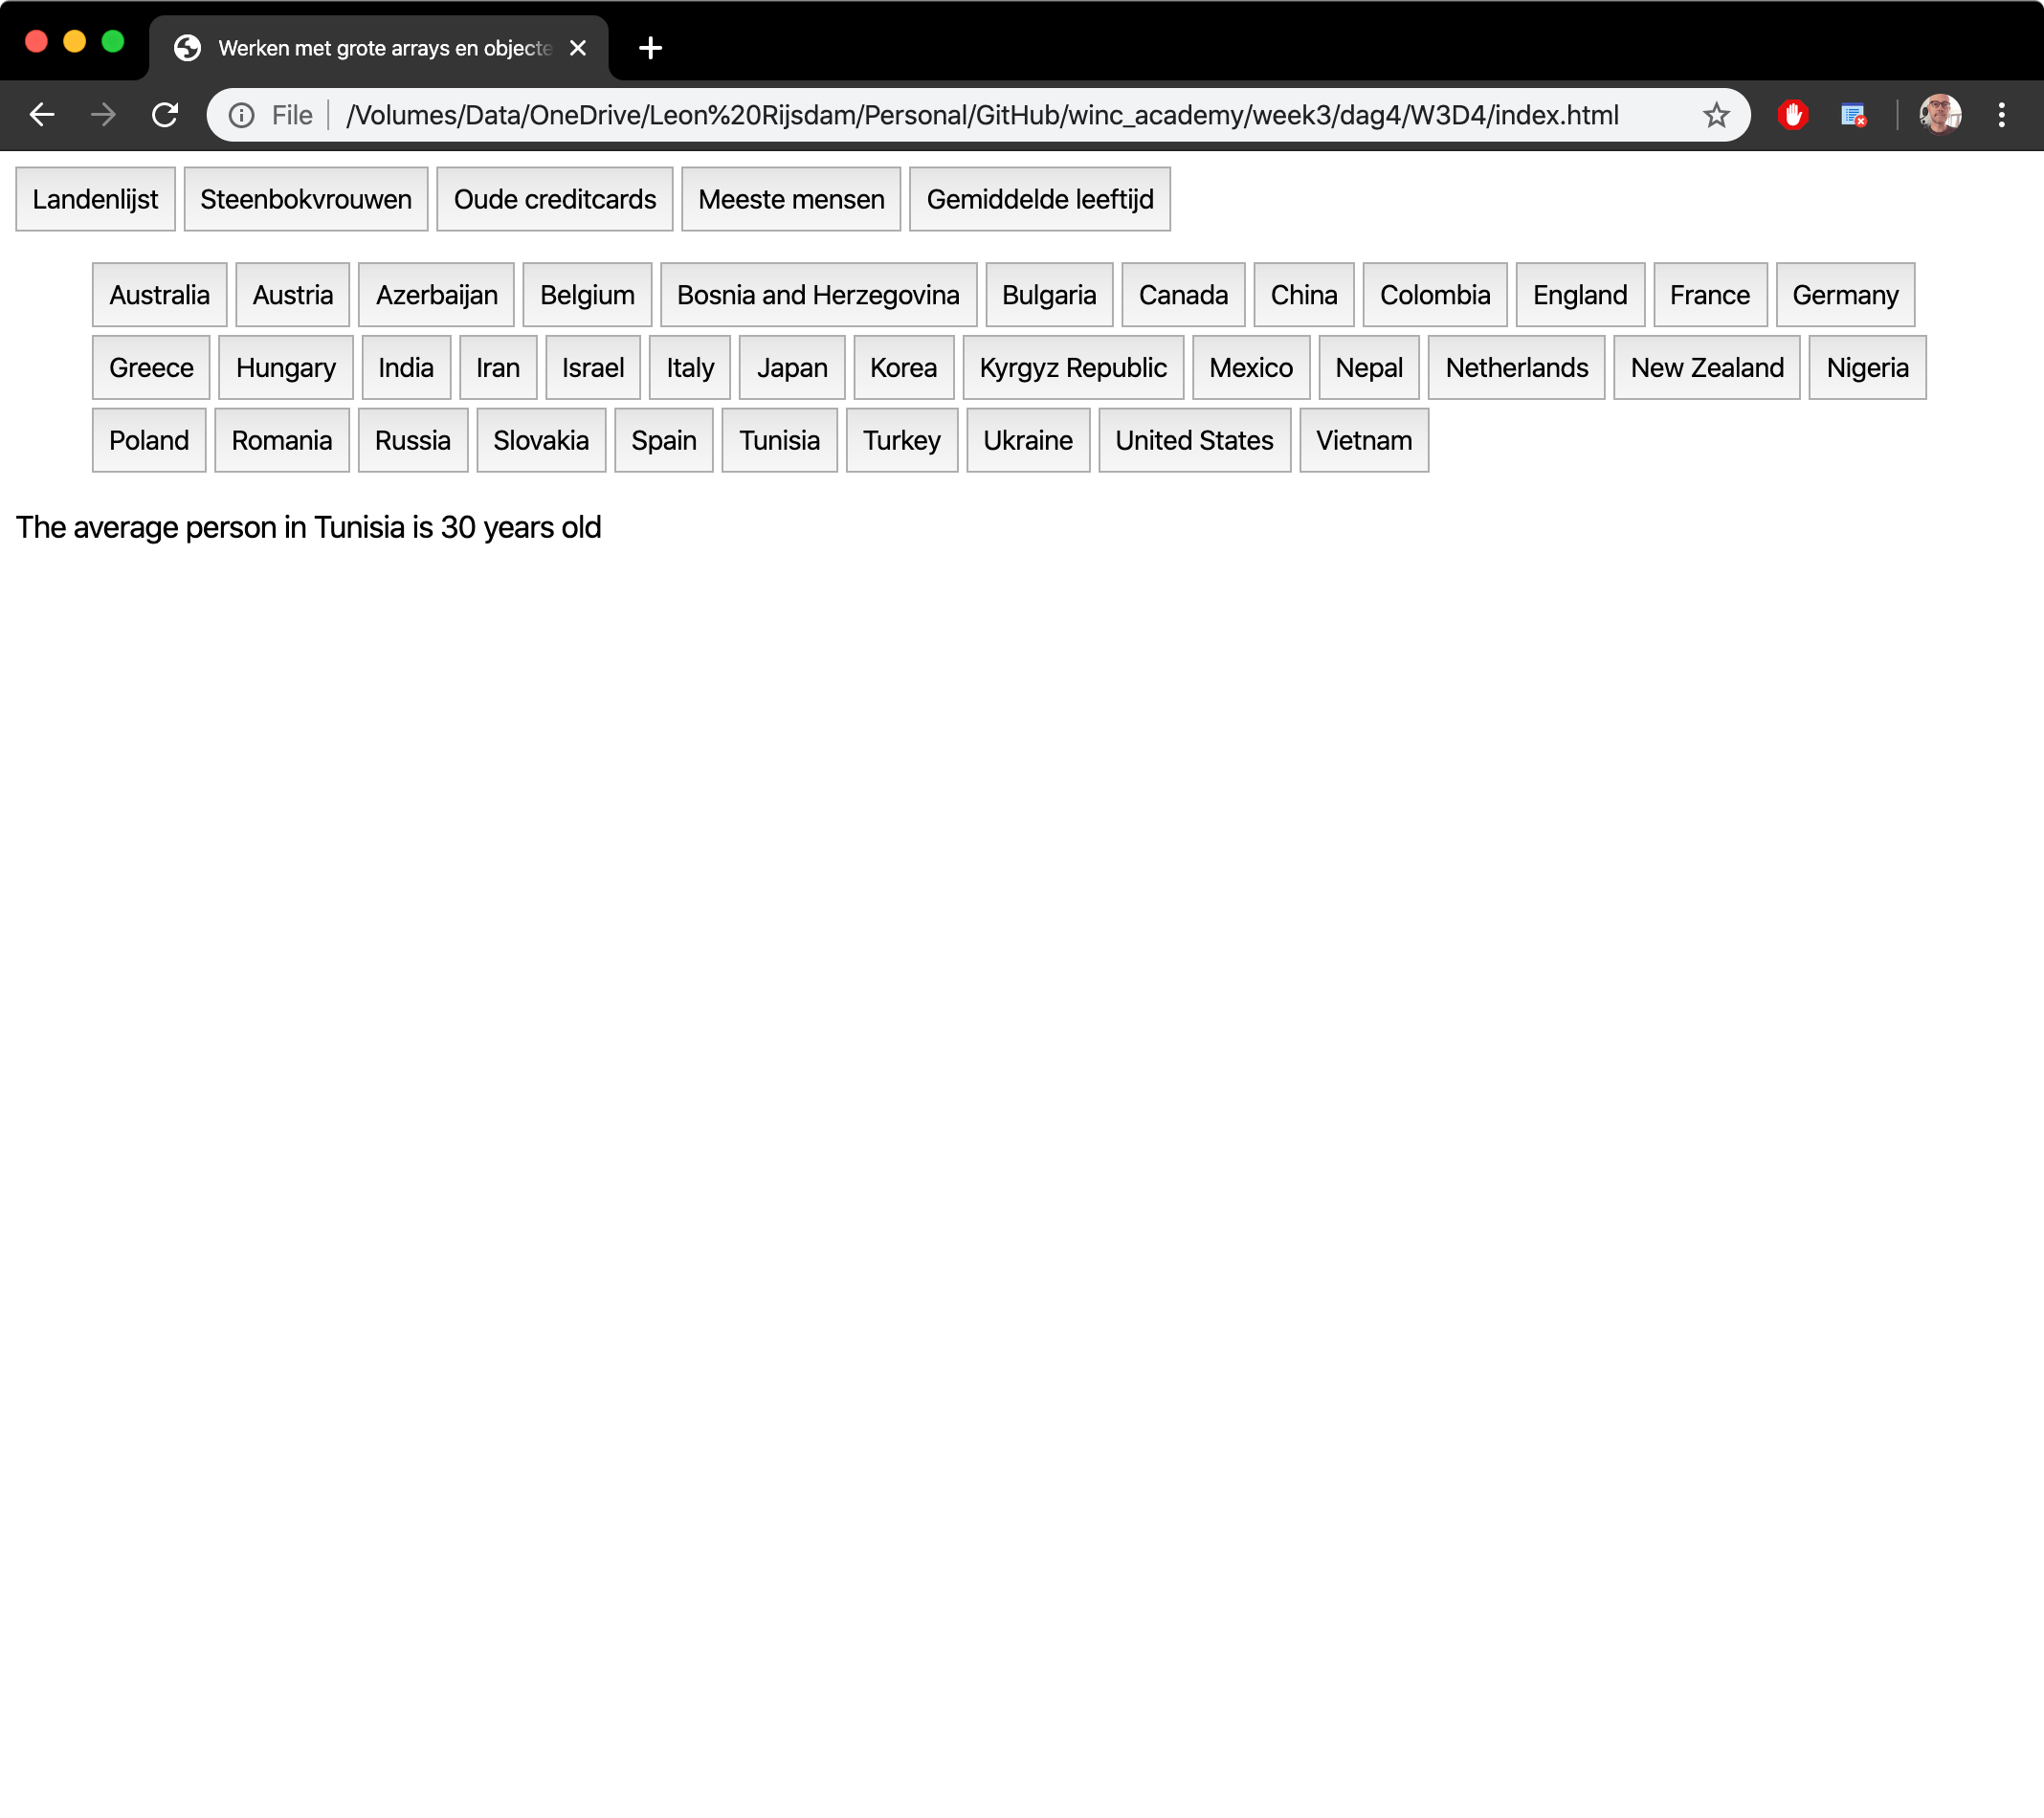 Werken met grote arrays en objecte
File /Volumes/Data/OneDrive/Leon%20Rijsdam/Personal/GitHub/winc_academy/week3/dag4/W3D4/index.html
Landenlijst Steenbokvrouwen Oude creditcards Meeste mensen Gemiddelde leeftijd
Australia Austria Azerbaijan Belgium Bosnia and Herzegovina Bulgaria Canada China Colombia England France Germany
Greece Hungary India Iran Israel Italy Japan Korea Kyrgyz Republic Mexico Nepal Netherlands New Zealand Nigeria
Poland Romania Russia Slovakia Spain Tunisia Turkey Ukraine United States Vietnam
The average person in Tunisia is 30 years old